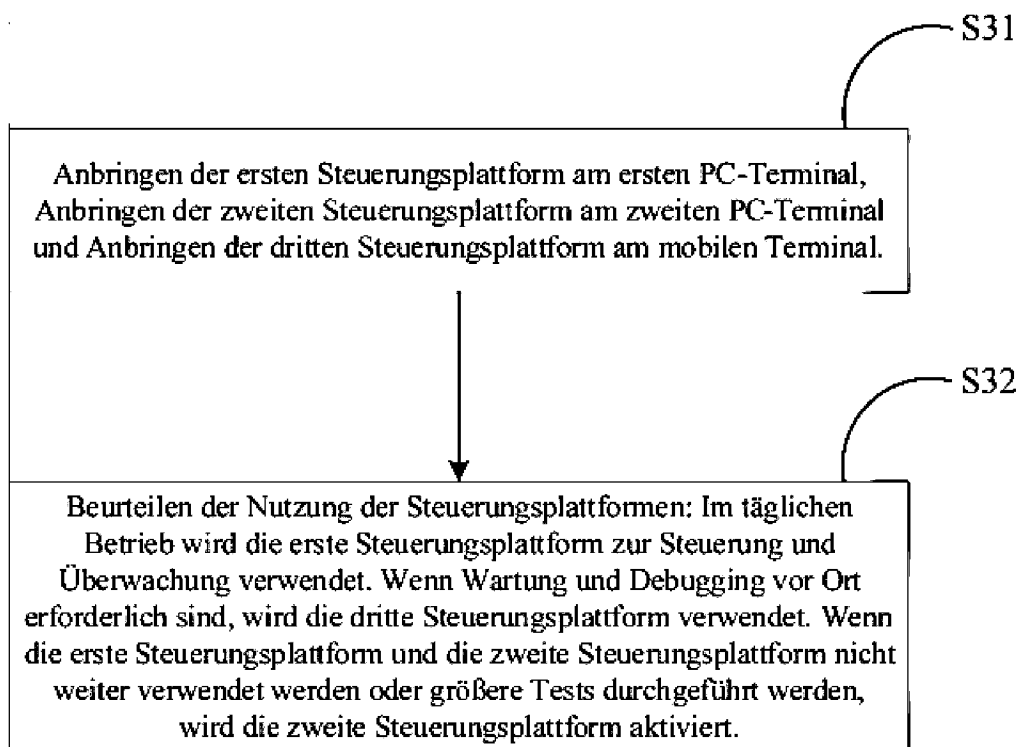 S31
Anbringen der ersten Steuerungsplattform am ersten PC-Terminal,
Anbringen der zweiten Steuerungsplattform am zweiten PC-Terminal
und Anbringen der dritten Steuerungsplattform am mobilen Terminal.
S32
Beurteilen der Nutzung der Steuerungsplattformen: Im täglichen
Betrieb wird die erste Steuerungsplattform zur Steuerung und
Überwachung verwendet. Wenn Wartung und Debugging vor Ort
erforderlich sind, wird die dritte Steuerungsplattform verwendet. Wenn
die erste Steuerungsplattform und die zweite Steuerungsplattform nicht
weiter verwendet werden oder größere Tests durchgeführt werden,
wird die zweite Steuerungsplattform aktiviert.